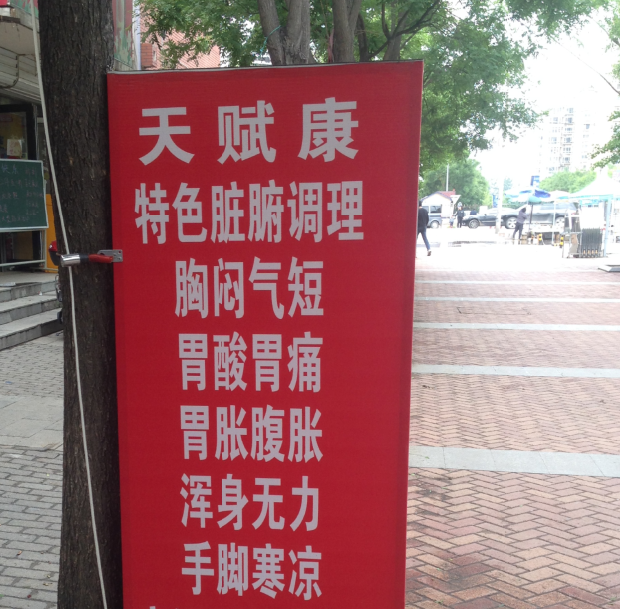 天赋康
特色脏腑调理
胸闷气短
胃酸胃痛
胃胀腹胀
浑身无力
手脚寒凉